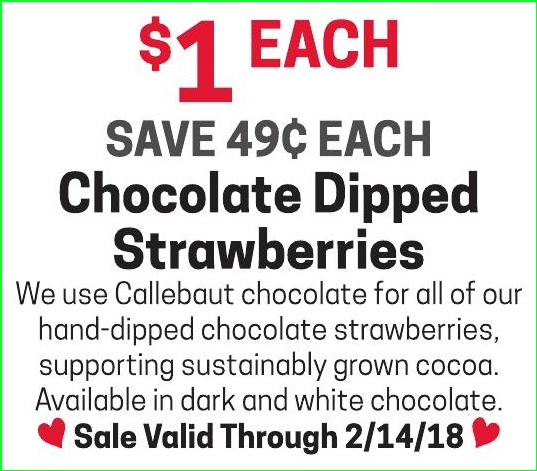 $1 EACH
SAVE 49¢ EACH
Chocolate Dipped
Strawberries
We use Callebaut chocolate for all of our
hand-dipped chocolate strawberries,
supporting sustainably grown cocoa.
Available in dark and white chocolate.
Sale Valid Through 2/14/18